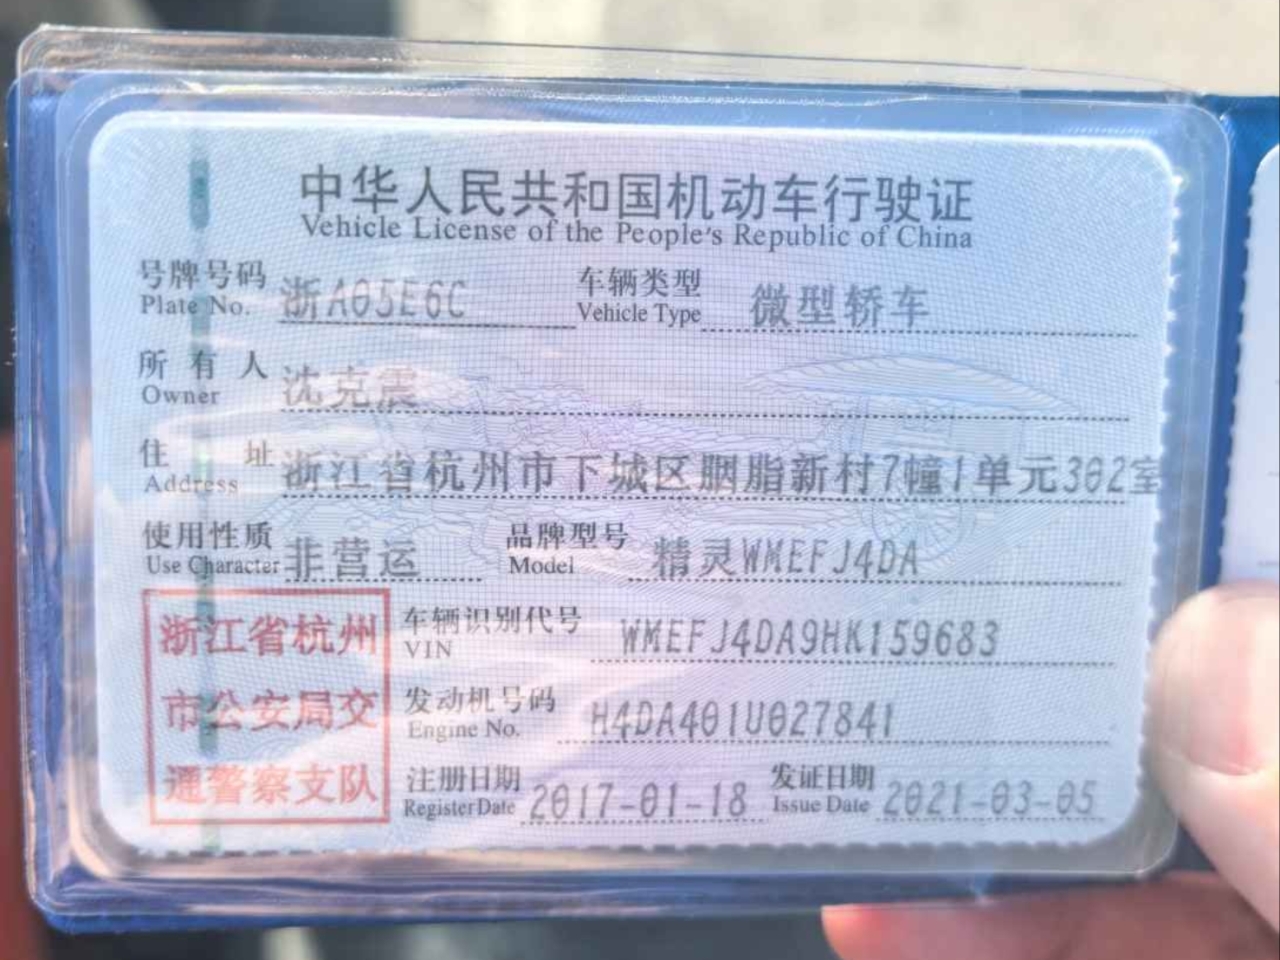 中华人民共和国机动车行驶证
Vehicle License of the People's Republic of China
号牌号码 浙A05E6C 车辆类型 微型轿车
Plate No. Vehicle Type
所有人 沈克震
Owner
住址 浙江省杭州市下城区胭脂新村7幢1单元302室
Address
使用性质 非营运 品牌型号 精灵WMEFJ4DA
Use Character Model
浙江省杭州
市公安局交
通警察支队
车辆识别代号 WMEFJ4DA9HK159683
VIN
发动机号码 H4DA401U027841
Engine No.
注册日期 2017-01-18 发证日期 2021-03-05
Register Date Issue Date